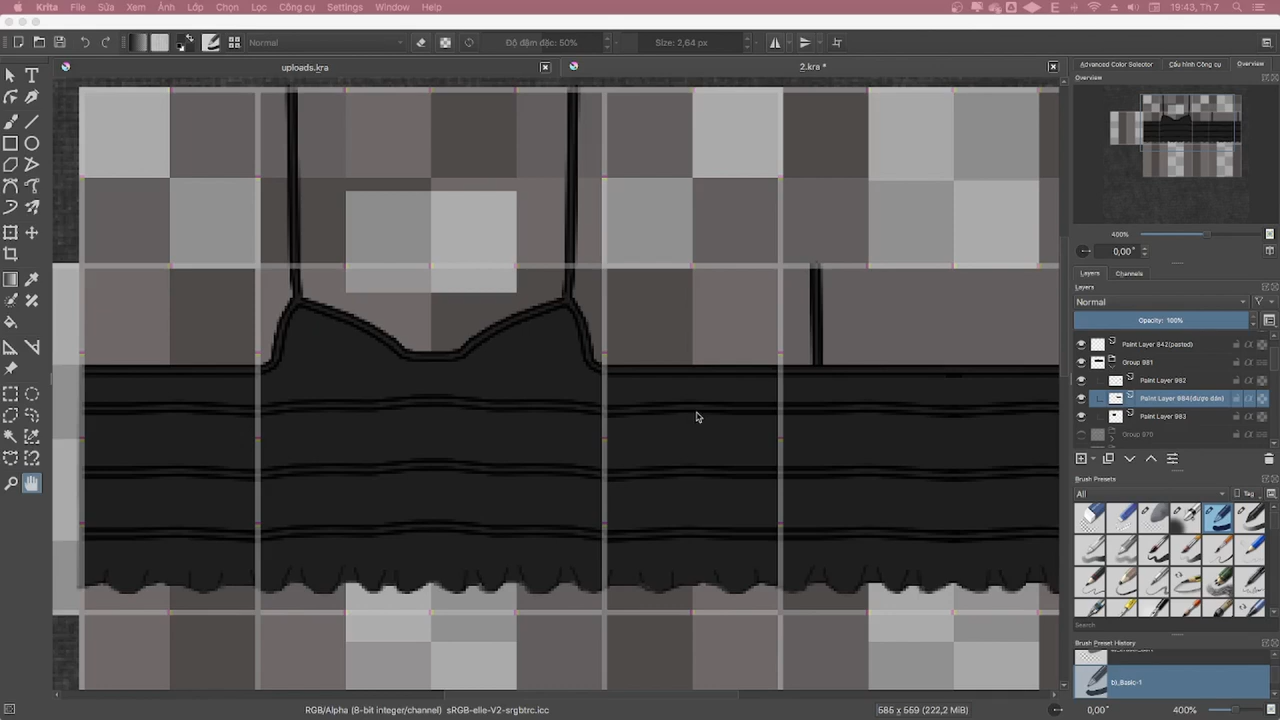 Krita Tệp Sửa Xem Ảnh Lớp Chọn Lọc Công cụ Settings Window Help 19:43, Th 7
Normal Độ đậm đặc: 50% Size: 2,64 px
uploads.kra 2.kra * Advanced Color Selector Cấu hình Công cụ Overview
Overview
400%
0,00°
Layers Channels
Layers
Normal
Opacity: 100%
Paint Layer 842(pasted)
Group 981
Paint Layer 982
Paint Layer 984(được dán)
Paint Layer 983
Group 970
Brush Presets
All Tag
Search
Brush Preset History
b)_Basic-1
RGB/Alpha (8-bit integer/channel) sRGB-elle-V2-srgbtrc.icc 585 x 559 (222,2 MiB) 0,00° 400%